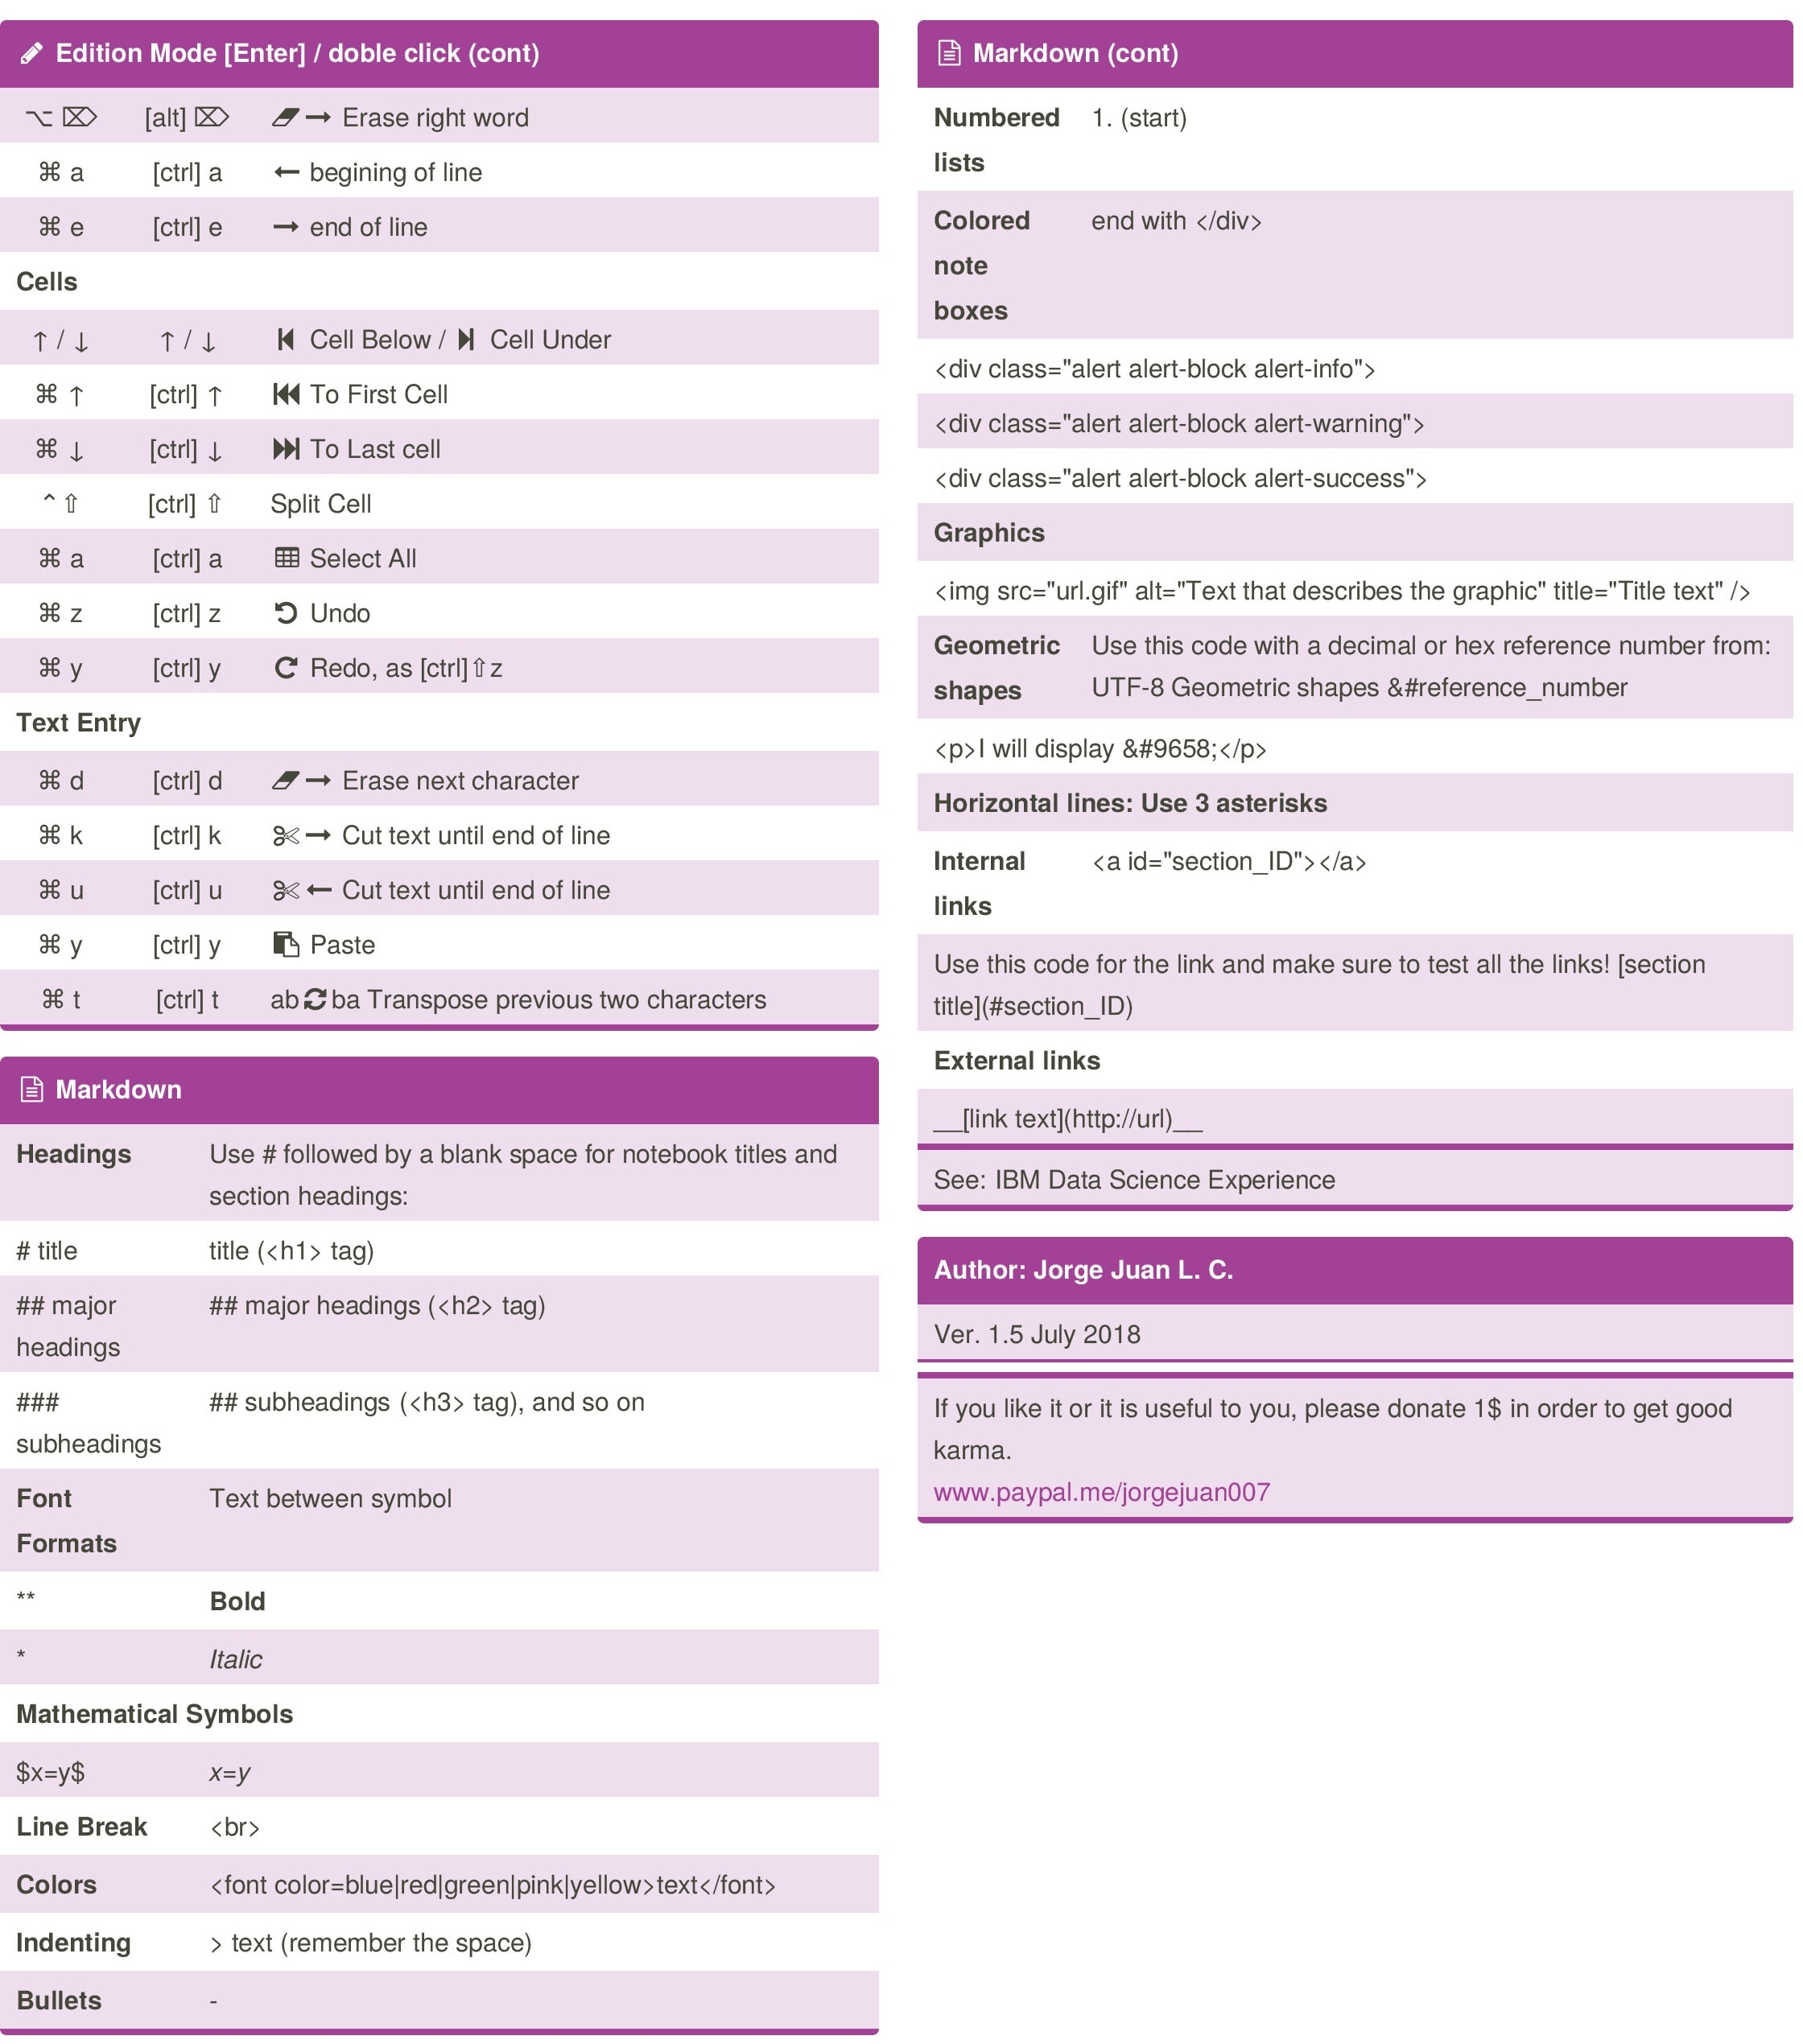 Edition Mode [Enter] / doble click (cont)
⌥ ⌦ [alt] ⌦ → Erase right word
⌘ a [ctrl] a ← begining of line
⌘ e [ctrl] e → end of line
Cells
↑ / ↓ ↑ / ↓ Cell Below / Cell Under
⌘ ↑ [ctrl] ↑ To First Cell
⌘ ↓ [ctrl] ↓ To Last cell
⌃⇧ [ctrl] ⇧ Split Cell
⌘ a [ctrl] a Select All
⌘ z [ctrl] z Undo
⌘ y [ctrl] y Redo, as [ctrl]⇧z
Text Entry
⌘ d [ctrl] d → Erase next character
⌘ k [ctrl] k → Cut text until end of line
⌘ u [ctrl] u ← Cut text until end of line
⌘ y [ctrl] y Paste
⌘ t [ctrl] t ab ba Transpose previous two characters
Markdown
Headings Use # followed by a blank space for notebook titles and
section headings:
# title title (<h1> tag)
## major ## major headings (<h2> tag)
headings
### ## subheadings (<h3> tag), and so on
subheadings
Font Text between symbol
Formats
** Bold
* Italic
Mathematical Symbols
$x=y$ x=y
Line Break <br>
Colors <font color=blue|red|green|pink|yellow>text</font>
Indenting > text (remember the space)
Bullets -
Markdown (cont)
Numbered 1. (start)
lists
Colored end with </div>
note
boxes
<div class="alert alert-block alert-info">
<div class="alert alert-block alert-warning">
<div class="alert alert-block alert-success">
Graphics
<img src="url.gif" alt="Text that describes the graphic" title="Title text" />
Geometric Use this code with a decimal or hex reference number from:
shapes UTF-8 Geometric shapes &#reference_number
<p>I will display &#9658;</p>
Horizontal lines: Use 3 asterisks
Internal <a id="section_ID"></a>
links
Use this code for the link and make sure to test all the links! [section
title](#section_ID)
External links
__[link text](http://url)__
See: IBM Data Science Experience
Author: Jorge Juan L. C.
Ver. 1.5 July 2018
If you like it or it is useful to you, please donate 1$ in order to get good
karma.
www.paypal.me/jorgejuan007